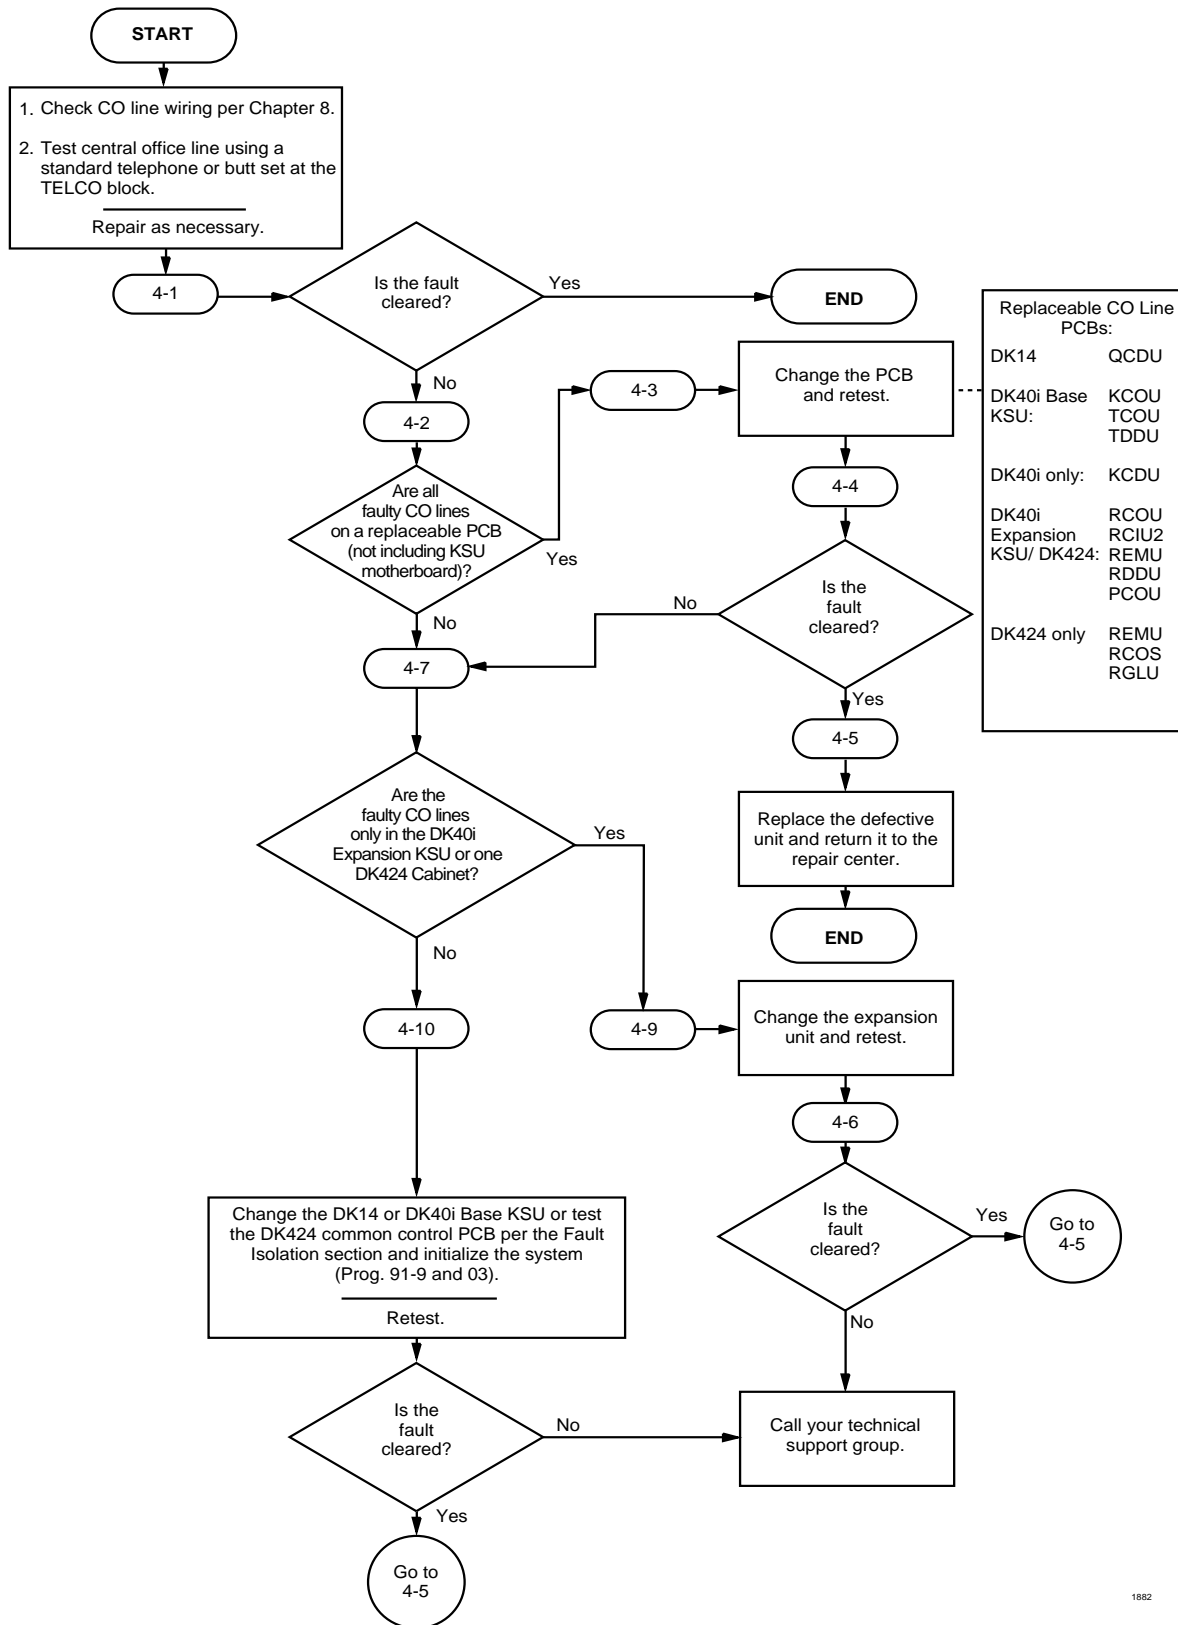 START
1. Check CO line wiring per Chapter 8.
2. Test central office line using a
standard telephone or butt set at the
TELCO block.
Repair as necessary.
4-1
Is the fault
cleared?
Yes
END
No
4-2
Are all
faulty CO lines
on a replaceable PCB
(not including KSU
motherboard)?
Yes
No
4-3
Change the PCB
and retest.
Replaceable CO Line
PCBs:
DK14 QCDU
DK40i Base KCOU
KSU: TCOU
TDDU
DK40i only: KCDU
DK40i RCOU
Expansion RCIU2
KSU/ DK424: REMU
RDDU
PCOU
DK424 only REMU
RCOS
RGLU
4-4
Is the
fault
cleared?
No
Yes
4-5
Replace the defective
unit and return it to the
repair center.
END
4-7
Are the
faulty CO lines
only in the DK40i
Expansion KSU or one
DK424 Cabinet?
Yes
No
4-9
Change the expansion
unit and retest.
4-6
Is the
fault
cleared?
Yes
Go to
4-5
No
4-10
Change the DK14 or DK40i Base KSU or test
the DK424 common control PCB per the Fault
Isolation section and initialize the system
(Prog. 91-9 and 03).
Retest.
Is the
fault
cleared?
No
Call your technical
support group.
Yes
Go to
4-5
1882